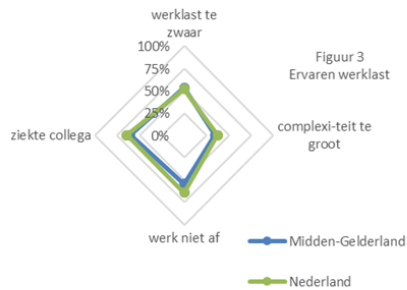 werklast te
zwaar
100%
75%
50%
25%
0%
Figuur 3
Ervaren werklast
ziekte collega
complexi-teit te
groot
werk niet af
Midden-Gelderland
Nederland